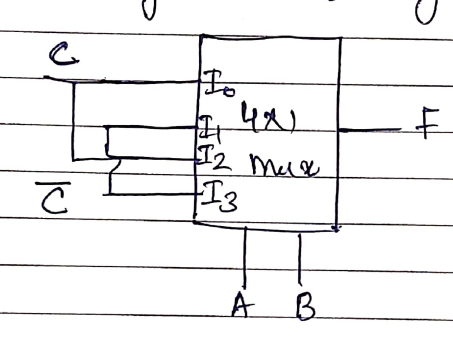 C
I₀
I₁ 4x1 F
I₂ mux
C̅ I₃
A B